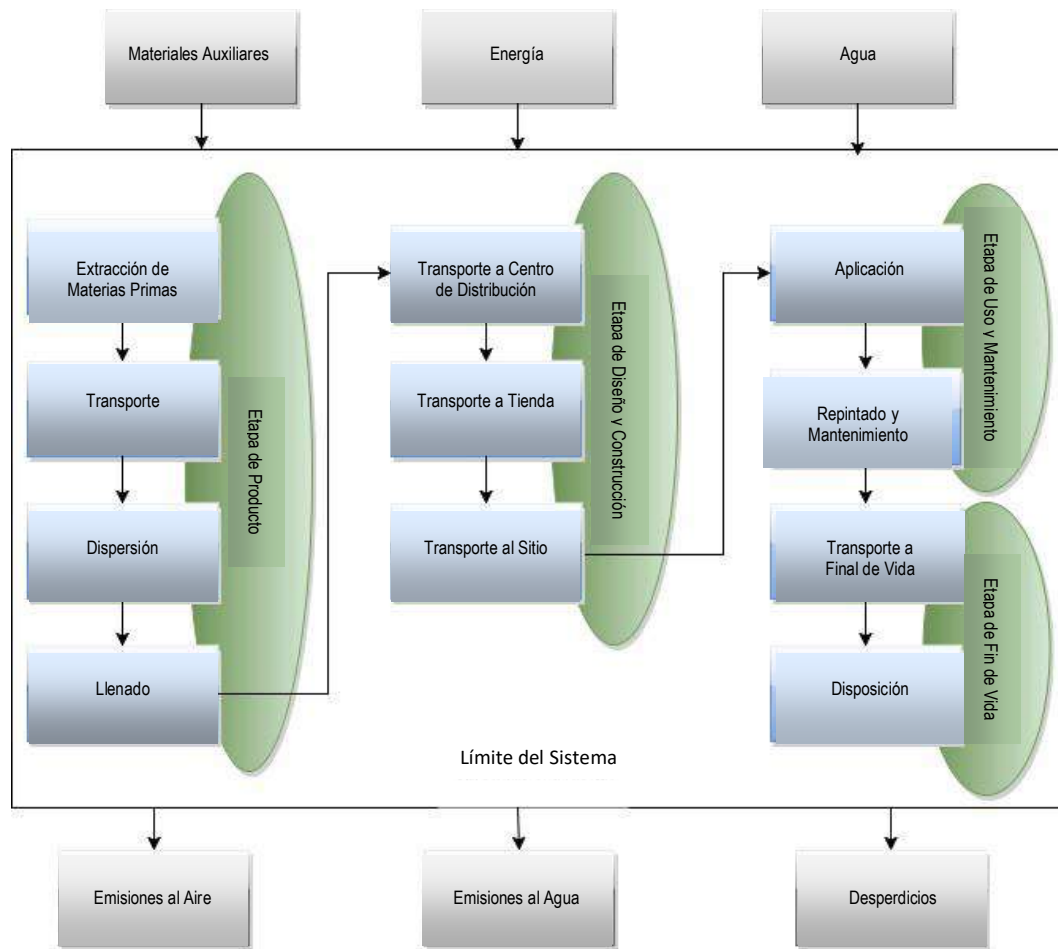 Materiales Auxiliares
Energía
Agua
Extracción de
Materias Primas
Transporte
Dispersión
Llenado
Etapa de Producto
Transporte a Centro
de Distribución
Transporte a Tienda
Transporte al Sitio
Etapa de Diseño y Construcción
Aplicación
Repintado y
Mantenimiento
Etapa de Uso y Mantenimiento
Transporte a
Final de Vida
Disposición
Etapa de Fin de Vida
Límite del Sistema
Emisiones al Aire
Emisiones al Agua
Desperdicios